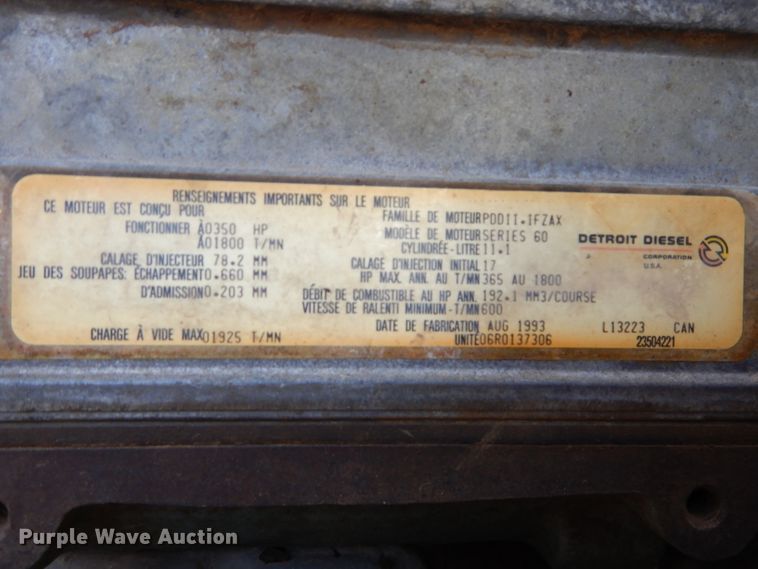 RENSEIGNEMENTS IMPORTANTS SUR LE MOTEUR
CE MOTEUR EST CONÇU POUR
FONCTIONNER À0350 HP
À01800 T/MN
CALAGE D'INJECTEUR 78.2 MM
JEU DES SOUPAPES: ÉCHAPPEMENT0.660 MM
D'ADMISSION0.203 MM
CHARGE À VIDE MAX01925 T/MN
FAMILLE DE MOTEURPDD11.1FZAX
MODÈLE DE MOTEURSERIES 60
CYLINDRÉE-LITRE11.1
CALAGE D'INJECTION INITIAL17
HP MAX. ANN. AU T/MN365 AU 1800
DÉBIT DE COMBUSTIBLE AU HP ANN.192.1 MM3/COURSE
VITESSE DE RALENTI MINIMUM-T/MN600
DATE DE FABRICATION AUG 1993
UNITÉ06R0137306
DETROIT DIESEL
CORPORATION
U.S.A.
L13223 CAN
23504221
Purple Wave Auction